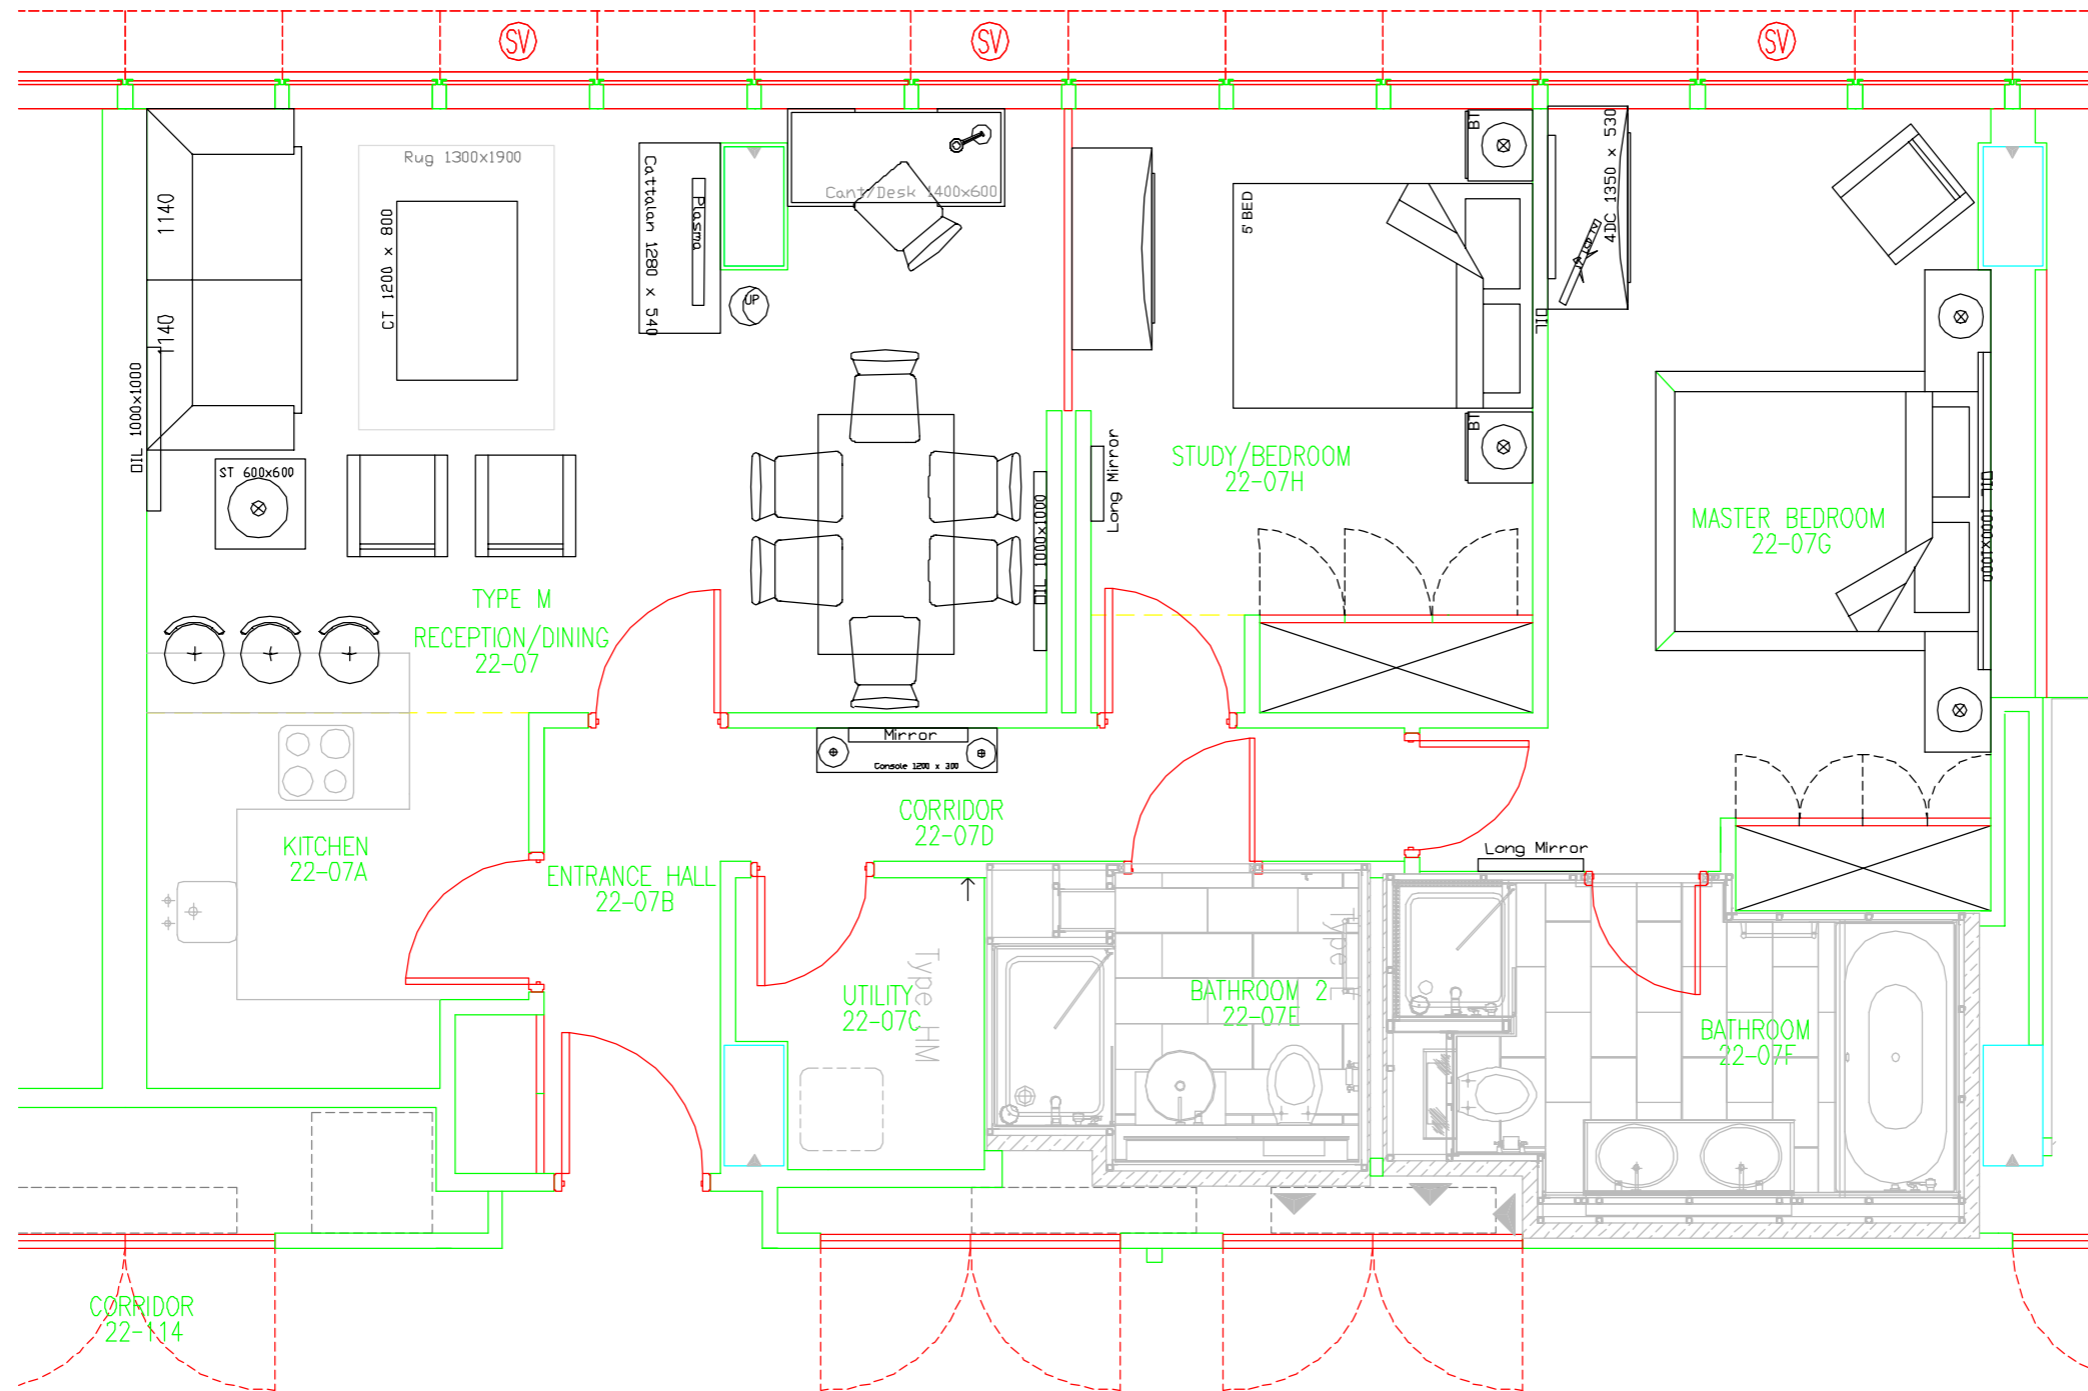 SV
SV
SV
Rug 1300x1900
1140
1140
CT 1200 x 800
OIL 1000x1000
ST 600x600
Cattalan 1280 x 540
Plasma
UP
Cant/Desk 1400x600
OIL 1000x1000
TYPE M
RECEPTION/DINING
22-07
BT
5' BED
BT
OIL
Long Mirror
STUDY/BEDROOM
22-07H
4DC 1350 x 530
MASTER BEDROOM
22-07G
OIL 1000x1000
Mirror
Console 1200 x 300
CORRIDOR
22-07D
Long Mirror
KITCHEN
22-07A
ENTRANCE HALL
22-07B
UTILITY
22-07C
Type HM
BATHROOM 2
22-07E
BATHROOM
22-07F
CORRIDOR
22-114